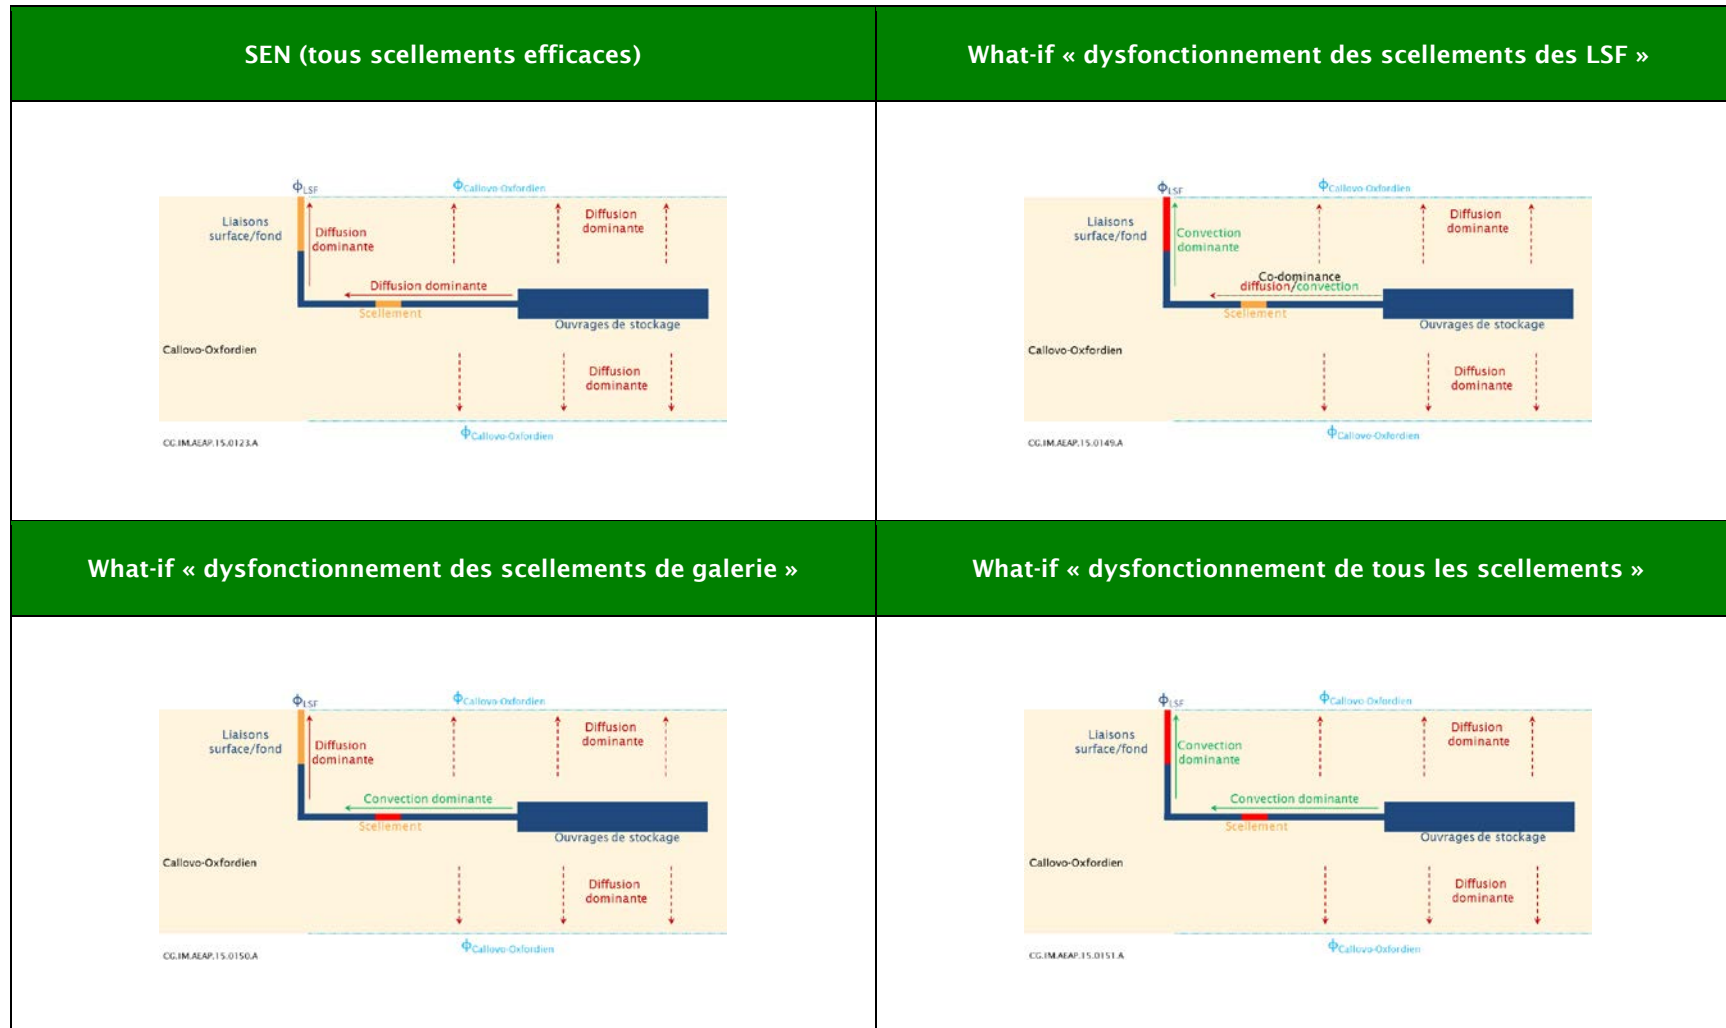 SEN (tous scellements efficaces)
What-if « dysfonctionnement des scellements des LSF »
ϕLSF
ϕCallovo-Oxfordien
Liaisons
surface/fond
Diffusion
dominante
Diffusion
dominante
Diffusion dominante
Scellement
Ouvrages de stockage
Callovo-Oxfordien
Diffusion
dominante
ϕCallovo-Oxfordien
CG.IM.AEAP.15.0123.A
ϕLSF
ϕCallovo-Oxfordien
Liaisons
surface/fond
Convection
dominante
Diffusion
dominante
Co-dominance
diffusion/convection
Scellement
Ouvrages de stockage
Callovo-Oxfordien
Diffusion
dominante
ϕCallovo-Oxfordien
CG.IM.AEAP.15.0149.A
What-if « dysfonctionnement des scellements de galerie »
What-if « dysfonctionnement de tous les scellements »
ϕLSF
ϕCallovo-Oxfordien
Liaisons
surface/fond
Diffusion
dominante
Diffusion
dominante
Convection dominante
Scellement
Ouvrages de stockage
Callovo-Oxfordien
Diffusion
dominante
ϕCallovo-Oxfordien
CG.IM.AEAP.15.0150.A
ϕLSF
ϕCallovo-Oxfordien
Liaisons
surface/fond
Convection
dominante
Diffusion
dominante
Convection dominante
Scellement
Ouvrages de stockage
Callovo-Oxfordien
Diffusion
dominante
ϕCallovo-Oxfordien
CG.IM.AEAP.15.0151.A